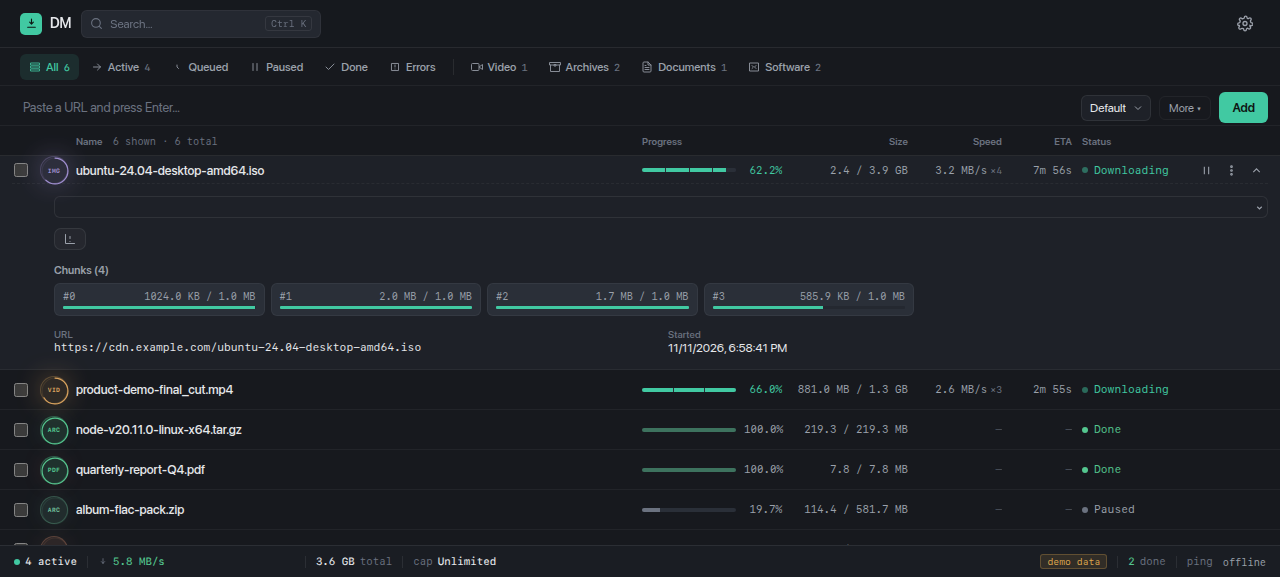 DM Search... Ctrl K
All 6 Active 4 Queued Paused Done Errors Video 1 Archives 2 Documents 1 Software 2
Paste a URL and press Enter... Default More Add
Name 6 shown · 6 total Progress Size Speed ETA Status
IMG ubuntu-24.04-desktop-amd64.iso 62.2% 2.4 / 3.9 GB 3.2 MB/s ×4 7m 56s Downloading
Chunks (4)
#0 1024.0 KB / 1.0 MB #1 2.0 MB / 1.0 MB #2 1.7 MB / 1.0 MB #3 585.9 KB / 1.0 MB
URL Started
https://cdn.example.com/ubuntu-24.04-desktop-amd64.iso 11/11/2026, 6:58:41 PM
VID product-demo-final_cut.mp4 66.0% 881.0 MB / 1.3 GB 2.6 MB/s ×3 2m 55s Downloading
ARC node-v20.11.0-linux-x64.tar.gz 100.0% 219.3 / 219.3 MB — — Done
PDF quarterly-report-Q4.pdf 100.0% 7.8 / 7.8 MB — — Done
ARC album-flac-pack.zip 19.7% 114.4 / 581.7 MB — — Paused
4 active ↓ 5.8 MB/s 3.6 GB total cap Unlimited demo data 2 done ping offline